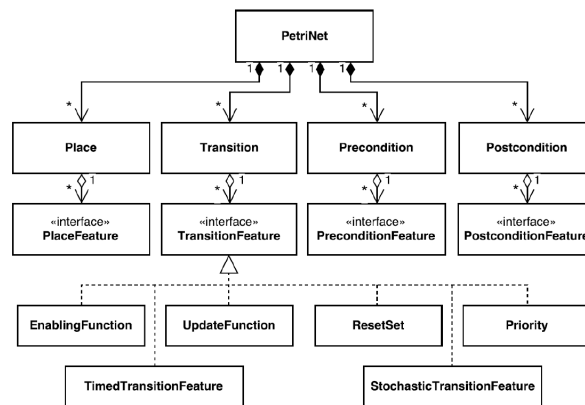 PetriNet
1 1 1 1
* * * *
Place Transition Precondition Postcondition
1 1 1 1
* * * *
«interface» «interface» «interface» «interface»
PlaceFeature TransitionFeature PreconditionFeature PostconditionFeature
EnablingFunction UpdateFunction ResetSet Priority
TimedTransitionFeature StochasticTransitionFeature